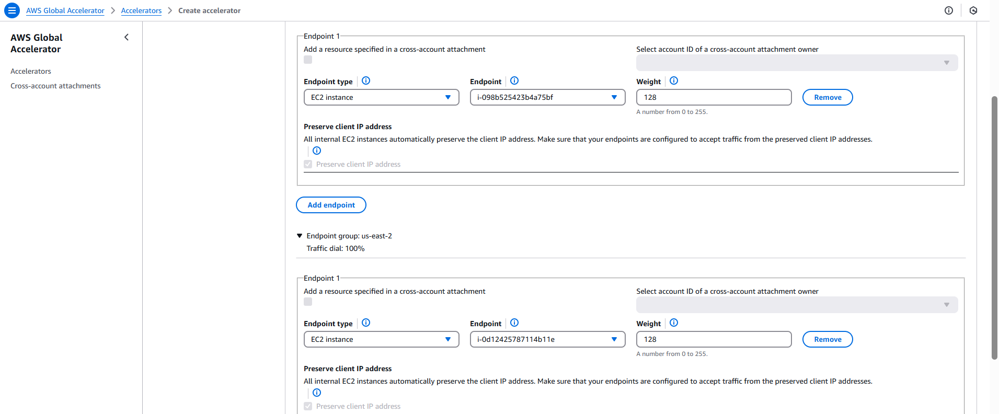 AWS Global Accelerator > Accelerators > Create accelerator
AWS Global
Accelerator
Accelerators
Cross-account attachments
Endpoint 1
Add a resource specified in a cross-account attachment
Select account ID of a cross-account attachment owner
Endpoint type
Endpoint
Weight
EC2 instance
i-098b525423b4a75bf
128
Remove
A number from 0 to 255.
Preserve client IP address
All internal EC2 instances automatically preserve the client IP address. Make sure that your endpoints are configured to accept traffic from the preserved client IP addresses.
Preserve client IP address
Add endpoint
Endpoint group: us-east-2
Traffic dial: 100%
Endpoint 1
Add a resource specified in a cross-account attachment
Select account ID of a cross-account attachment owner
Endpoint type
Endpoint
Weight
EC2 instance
i-0d12425787114b11e
128
Remove
A number from 0 to 255.
Preserve client IP address
All internal EC2 instances automatically preserve the client IP address. Make sure that your endpoints are configured to accept traffic from the preserved client IP addresses.
Preserve client IP address